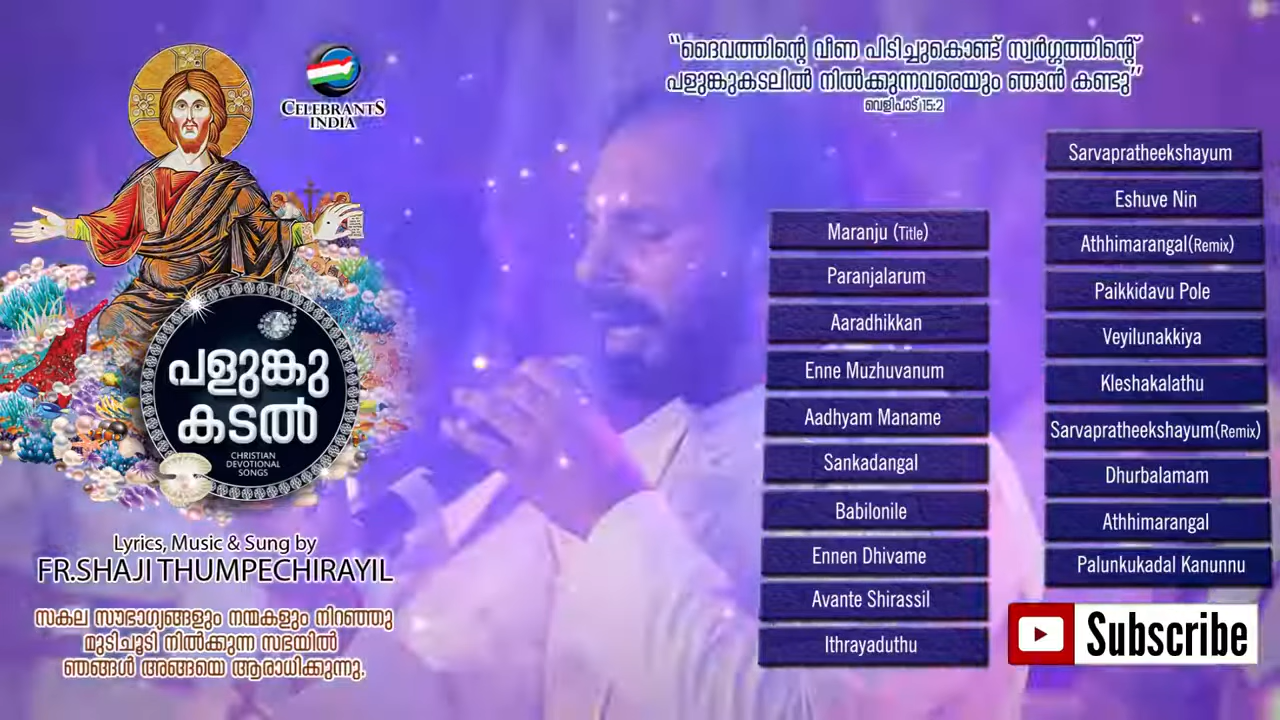 CELEBRANTS
INDIA
“ദൈവത്തിന്റെ വീണ പിടിച്ചുകൊണ്ട് സ്വർഗ്ഗത്തിന്റെ
പളുങ്കുകടലിൽ നിൽക്കുന്നവരെയും ഞാൻ കണ്ടു”
വെളിപാട് 15:2
പളുങ്കു
കടൽ
CHRISTIAN
DEVOTIONAL
SONGS
Lyrics, Music & Sung by
FR.SHAJI THUMPECHIRAYIL
സകല സൗഭാഗ്യങ്ങളും നന്മകളും നിറഞ്ഞു
മുടിചൂടി നിൽക്കുന്ന സഭയിൽ
ഞങ്ങൾ അങ്ങയെ ആരാധിക്കുന്നു.
Maranju (Title)
Paranjalarum
Aaradhikkan
Enne Muzhuvanum
Aadhyam Maname
Sankadangal
Babilonile
Ennen Dhivame
Avante Shirassil
Ithrayaduthu
Sarvapratheekshayum
Eshuve Nin
Athhimarangal(Remix)
Paikkidavu Pole
Veyilunakkiya
Kleshakalathu
Sarvapratheekshayum(Remix)
Dhurbalamam
Athhimarangal
Palunkukadal Kanunnu
Subscribe